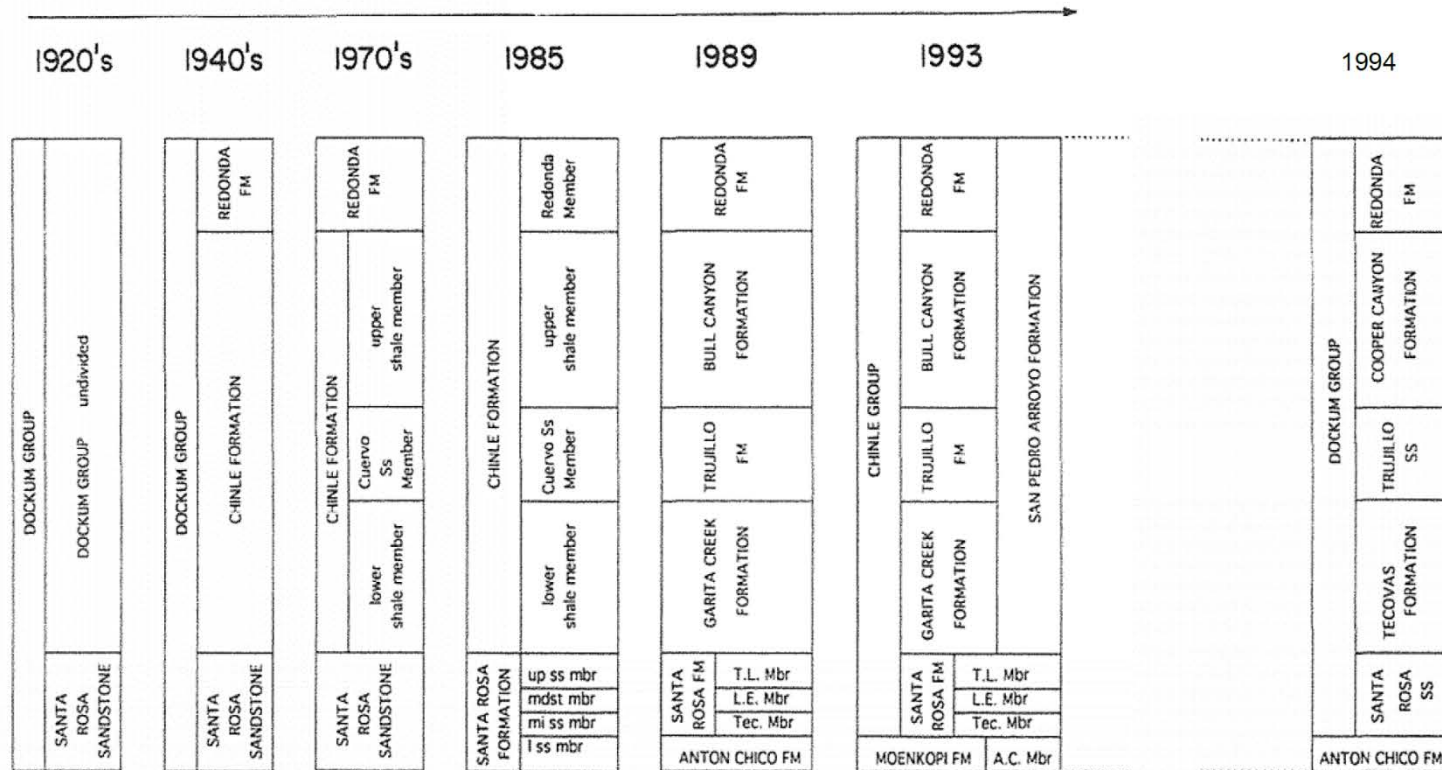 1920's
1940's
1970's
1985
1989
1993
1994
DOCKUM GROUP
DOCKUM GROUP undivided
SANTA
ROSA
SANDSTONE
DOCKUM GROUP
REDONDA
FM
CHINLE FORMATION
SANTA
ROSA
SANDSTONE
REDONDA
FM
CHINLE FORMATION
upper
shale member
Cuervo
Ss
Member
lower
shale member
SANTA
ROSA
SANDSTONE
CHINLE FORMATION
Redonda
Member
upper
shale member
Cuervo Ss
Member
lower
shale member
SANTA ROSA
FORMATION
up ss mbr
mdst mbr
mi ss mbr
l ss mbr
REDONDA
FM
BULL CANYON
FORMATION
TRUJILLO
FM
GARITA CREEK
FORMATION
SANTA
ROSA FM
T.L. Mbr
L.E. Mbr
Tec. Mbr
ANTON CHICO FM
CHINLE GROUP
REDONDA
FM
BULL CANYON
FORMATION
TRUJILLO
FM
GARITA CREEK
FORMATION
SAN PEDRO ARROYO FORMATION
SANTA
ROSA FM
T.L. Mbr
L.E. Mbr
Tec. Mbr
MOENKOPI FM
A.C. Mbr
DOCKUM GROUP
REDONDA
FM
COOPER CANYON
FORMATION
TRUJILLO
SS
TECOVAS
FORMATION
SANTA
ROSA
SS
ANTON CHICO FM